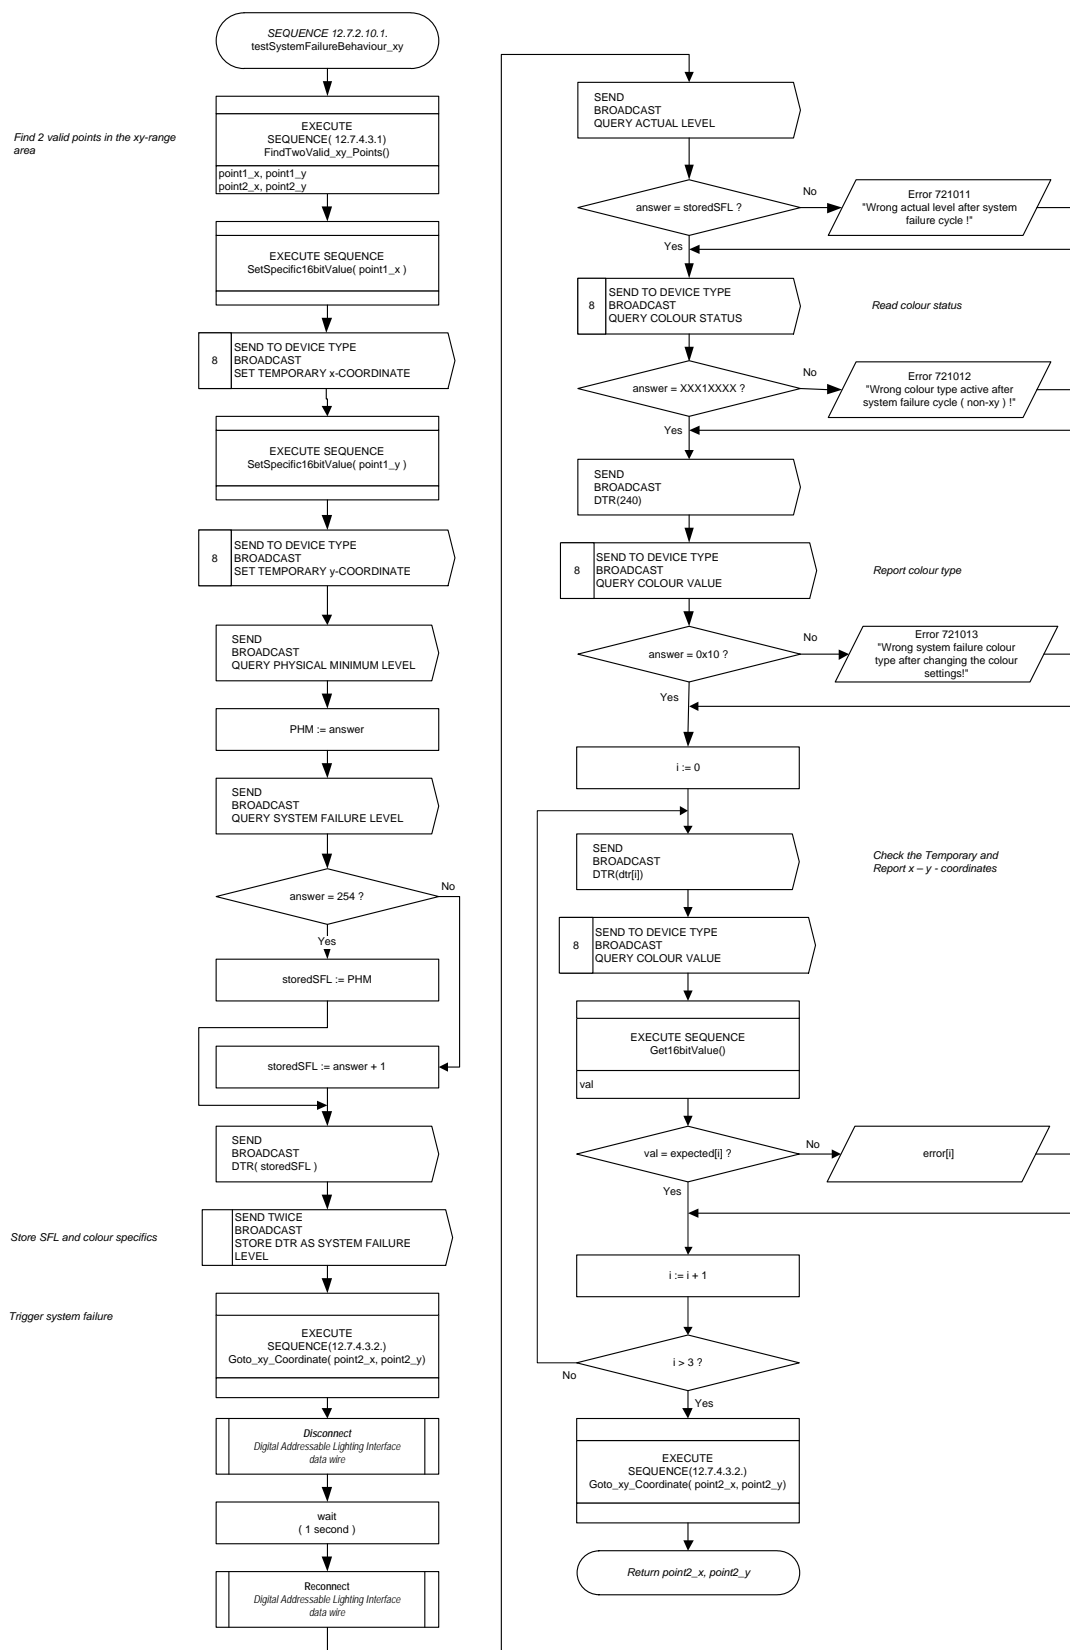 SEQUENCE 12.7.2.10.1.
testSystemFailureBehaviour_xy
Find 2 valid points in the xy-range
area
EXECUTE
SEQUENCE( 12.7.4.3.1)
FindTwoValid_xy_Points()
point1_x, point1_y
point2_x, point2_y
EXECUTE SEQUENCE
SetSpecific16bitValue( point1_x )
8
SEND TO DEVICE TYPE
BROADCAST
SET TEMPORARY x-COORDINATE
EXECUTE SEQUENCE
SetSpecific16bitValue( point1_y )
8
SEND TO DEVICE TYPE
BROADCAST
SET TEMPORARY y-COORDINATE
SEND
BROADCAST
QUERY PHYSICAL MINIMUM LEVEL
PHM := answer
SEND
BROADCAST
QUERY SYSTEM FAILURE LEVEL
answer = 254 ?
No
Yes
storedSFL := PHM
storedSFL := answer + 1
SEND
BROADCAST
DTR( storedSFL )
Store SFL and colour specifics
SEND TWICE
BROADCAST
STORE DTR AS SYSTEM FAILURE
LEVEL
Trigger system failure
EXECUTE
SEQUENCE(12.7.4.3.2.)
Goto_xy_Coordinate( point2_x, point2_y)
Disconnect
Digital Addressable Lighting Interface
data wire
wait
( 1 second )
Reconnect
Digital Addressable Lighting Interface
data wire
SEND
BROADCAST
QUERY ACTUAL LEVEL
answer = storedSFL ?
No
Error 721011
"Wrong actual level after system
failure cycle !"
Yes
8
SEND TO DEVICE TYPE
BROADCAST
QUERY COLOUR STATUS
Read colour status
answer = XXX1XXXX ?
No
Error 721012
"Wrong colour type active after
system failure cycle ( non-xy ) !"
Yes
SEND
BROADCAST
DTR(240)
8
SEND TO DEVICE TYPE
BROADCAST
QUERY COLOUR VALUE
Report colour type
answer = 0x10 ?
No
Error 721013
"Wrong system failure colour
type after changing the colour
settings!"
Yes
i := 0
SEND
BROADCAST
DTR(dtr[i])
Check the Temporary and
Report x – y - coordinates
8
SEND TO DEVICE TYPE
BROADCAST
QUERY COLOUR VALUE
EXECUTE SEQUENCE
Get16bitValue()
val
val = expected[i] ?
No
error[i]
Yes
i := i + 1
i > 3 ?
No
Yes
EXECUTE
SEQUENCE(12.7.4.3.2.)
Goto_xy_Coordinate( point2_x, point2_y)
Return point2_x, point2_y